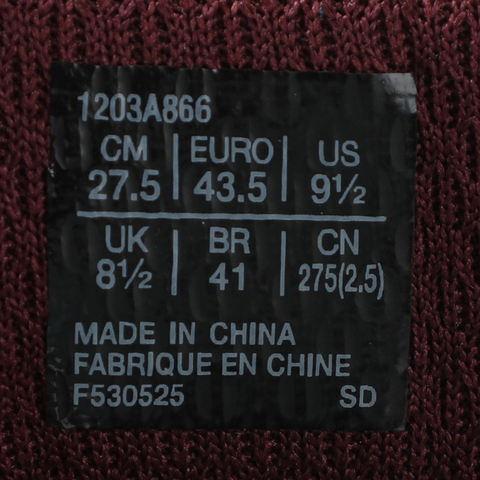 1203A866
CM | EURO | US
27.5 | 43.5 | 9½
UK | BR | CN
8½ | 41 | 275(2.5)
MADE IN CHINA
FABRIQUE EN CHINE
F530525 SD